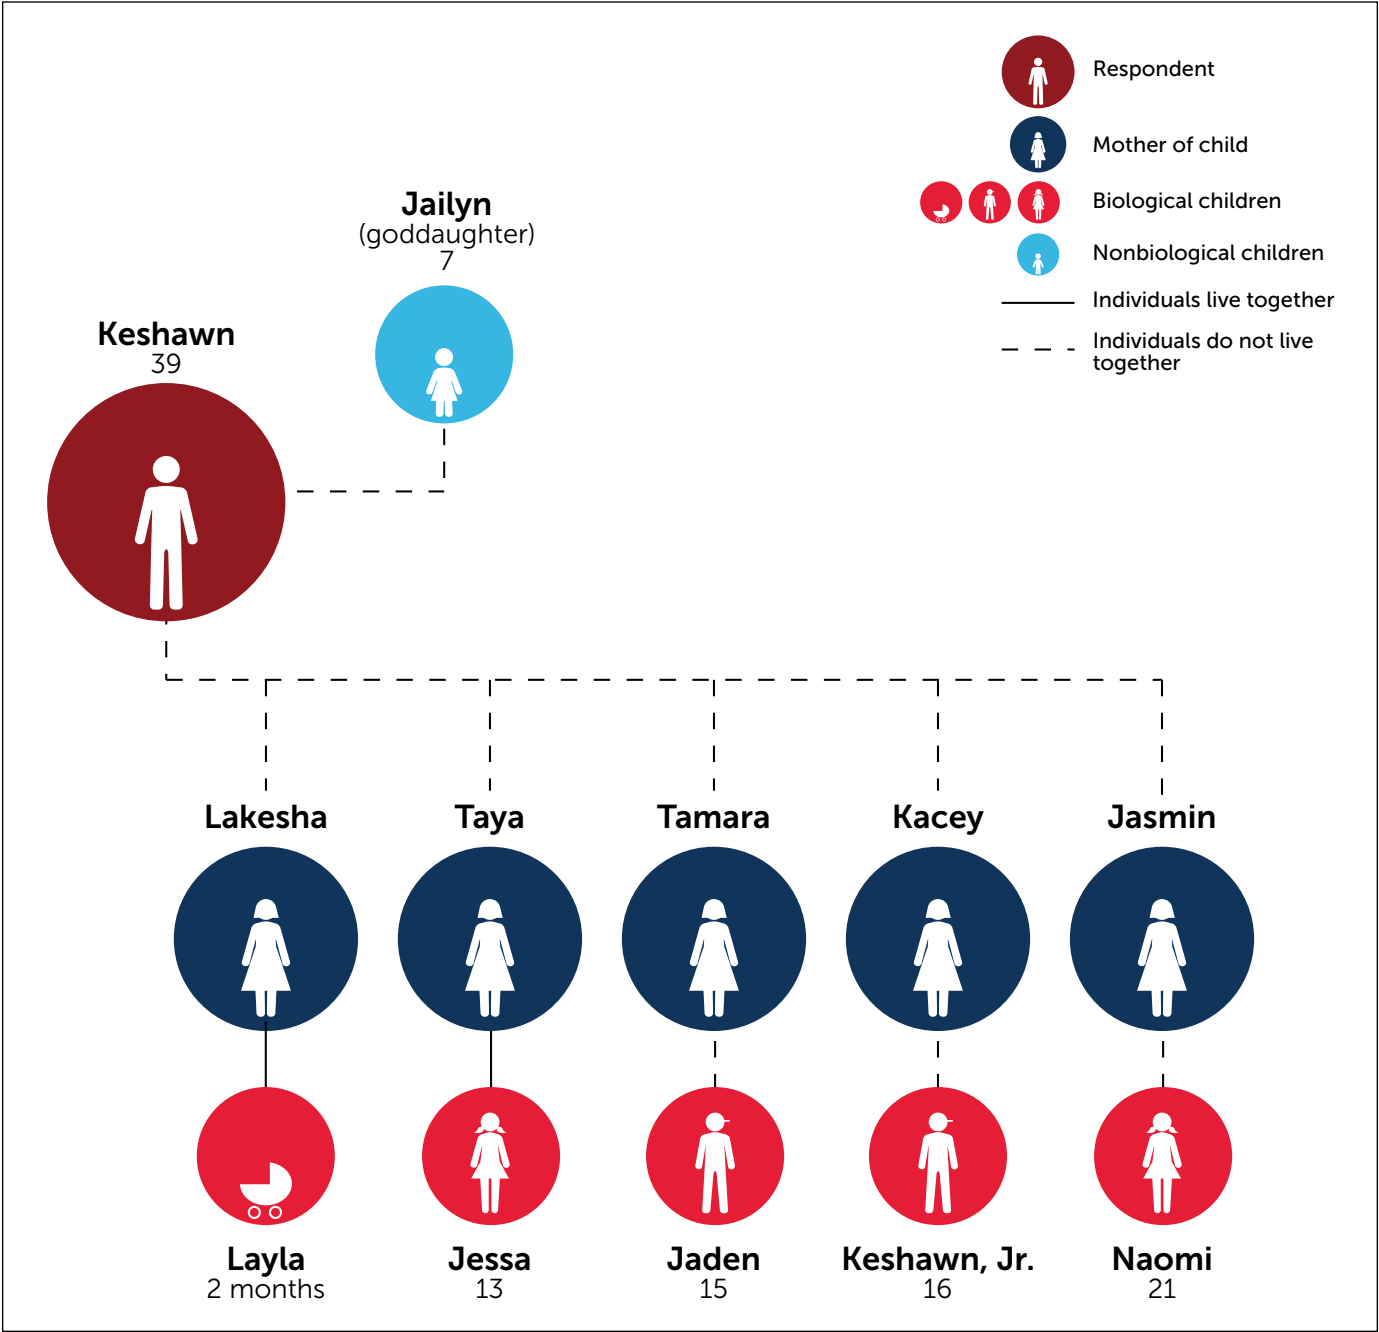 Respondent
Mother of child
Biological children
Nonbiological children
Individuals live together
Individuals do not live
together
Jailyn
(goddaughter)
7
Keshawn
39
Lakesha
Taya
Tamara
Kacey
Jasmin
Layla
2 months
Jessa
13
Jaden
15
Keshawn, Jr.
16
Naomi
21